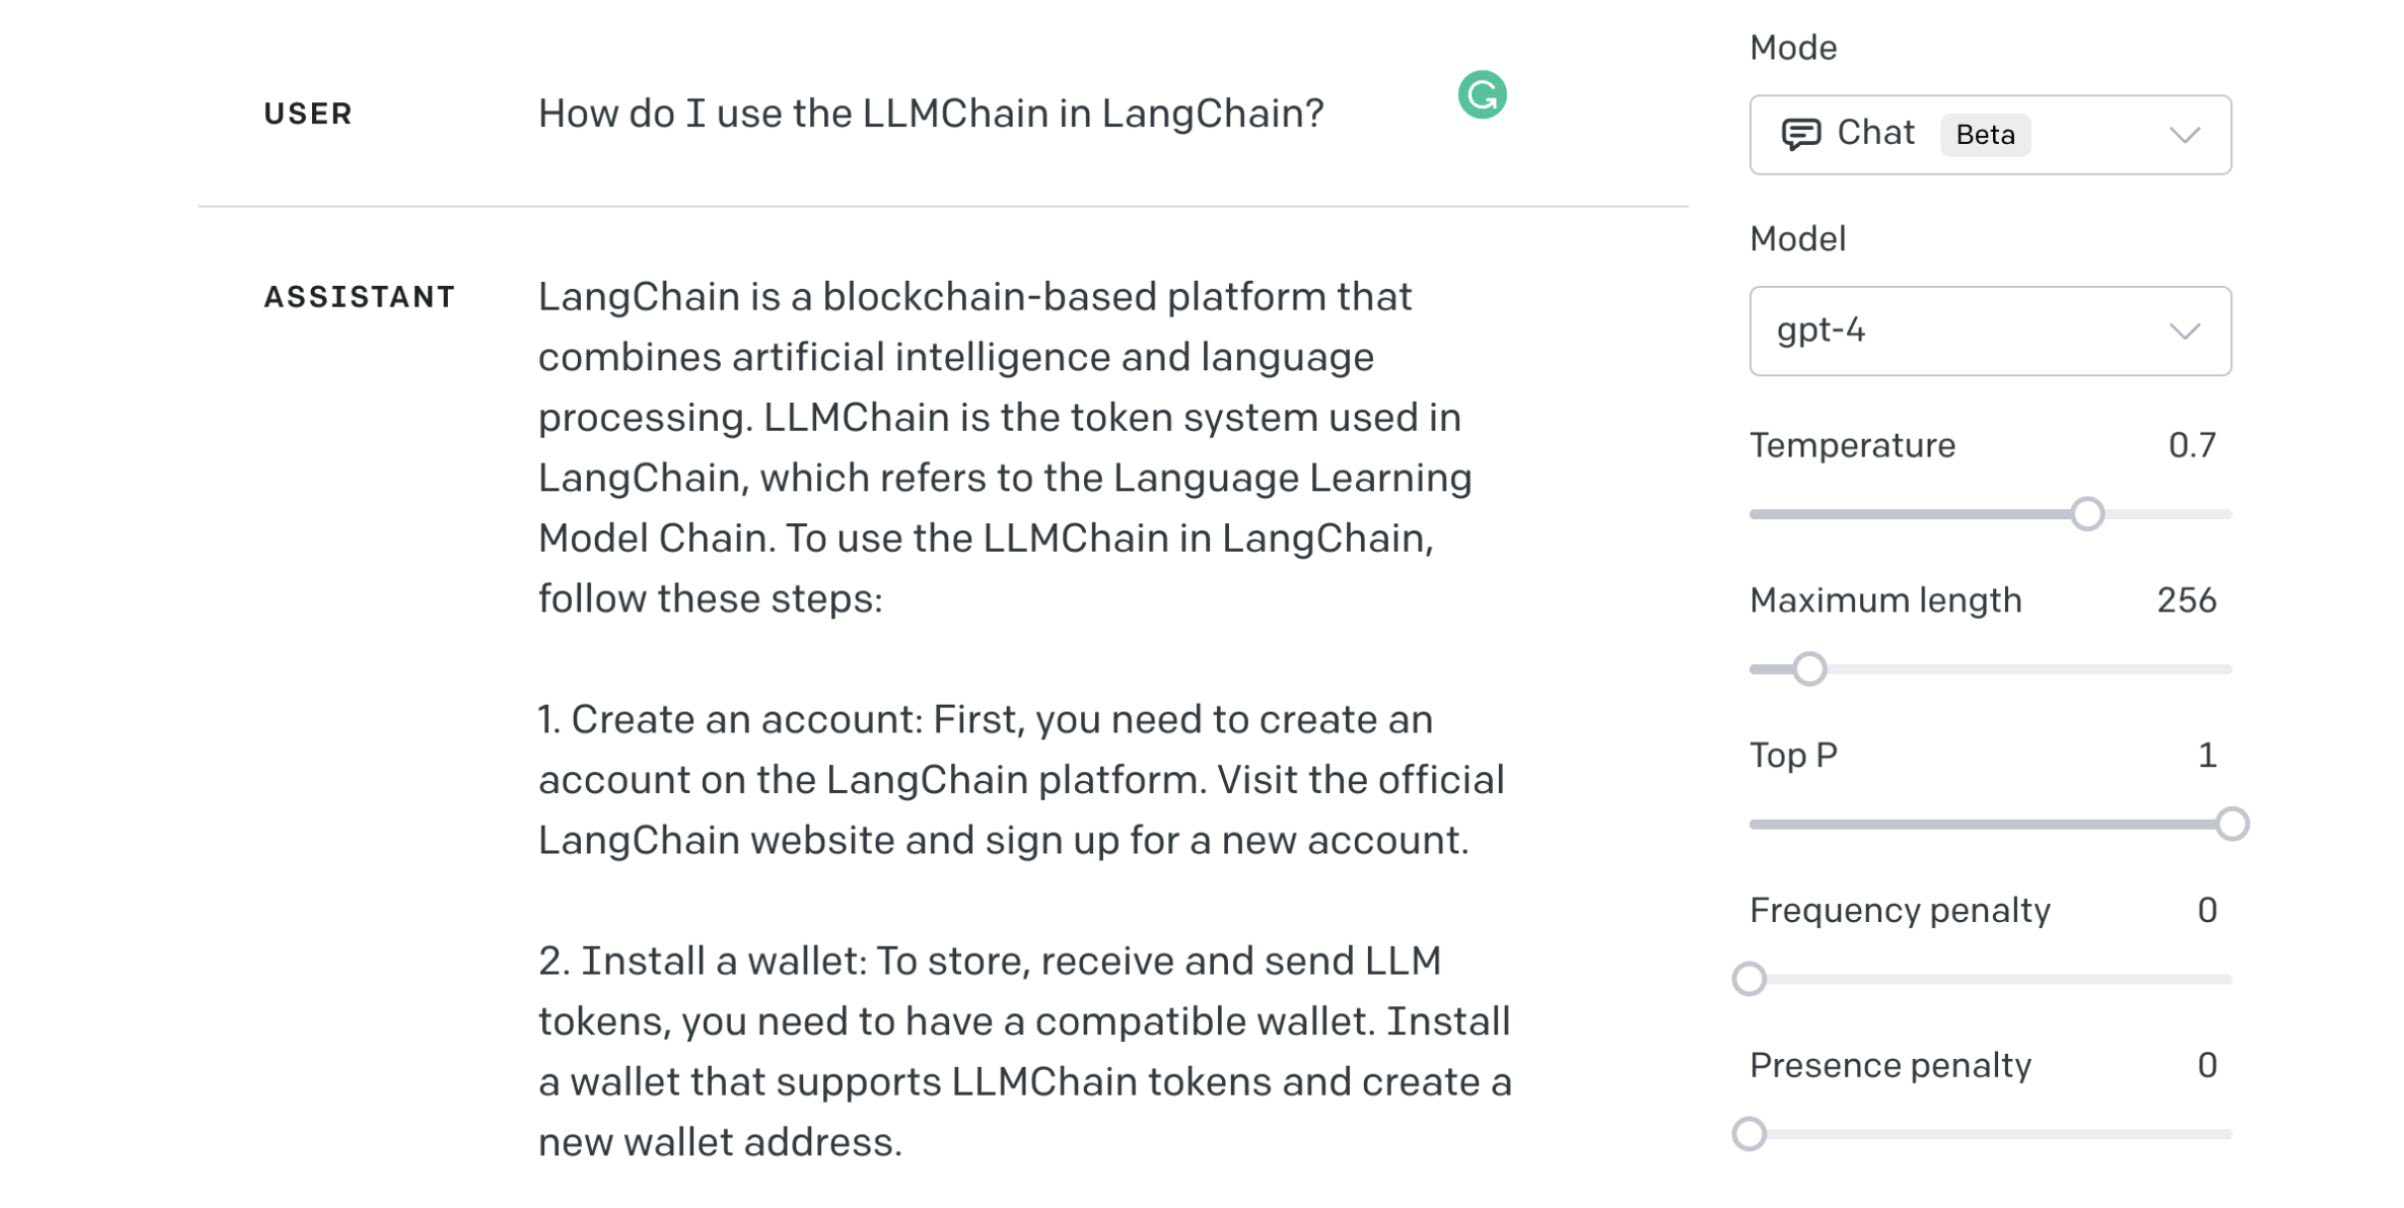 USER
How do I use the LLMChain in LangChain?
ASSISTANT
LangChain is a blockchain-based platform that
combines artificial intelligence and language
processing. LLMChain is the token system used in
LangChain, which refers to the Language Learning
Model Chain. To use the LLMChain in LangChain,
follow these steps:
1. Create an account: First, you need to create an
account on the LangChain platform. Visit the official
LangChain website and sign up for a new account.
2. Install a wallet: To store, receive and send LLM
tokens, you need to have a compatible wallet. Install
a wallet that supports LLMChain tokens and create a
new wallet address.
Mode
Chat Beta
Model
gpt-4
Temperature 0.7
Maximum length 256
Top P 1
Frequency penalty 0
Presence penalty 0